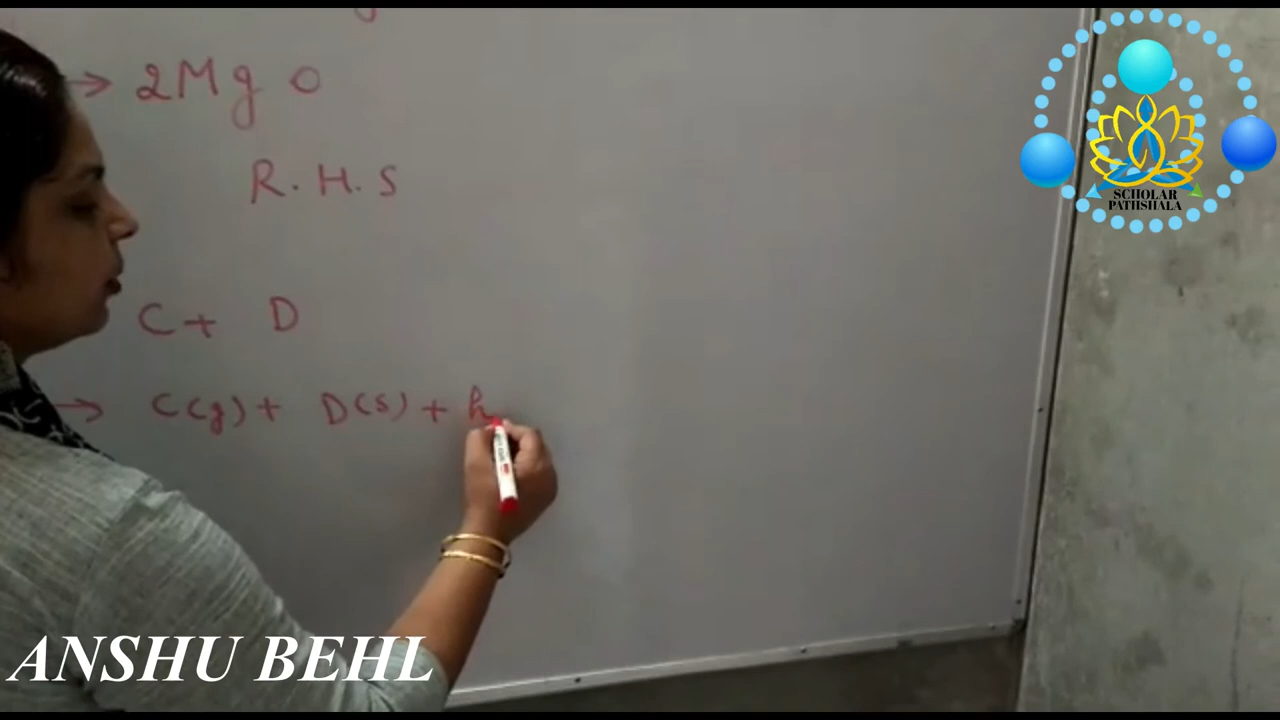 → 2MgO
R.H.S
C + D
→ C(g) + D(s) + h
SCHOLAR
PATHSHALA
ANSHU BEHL